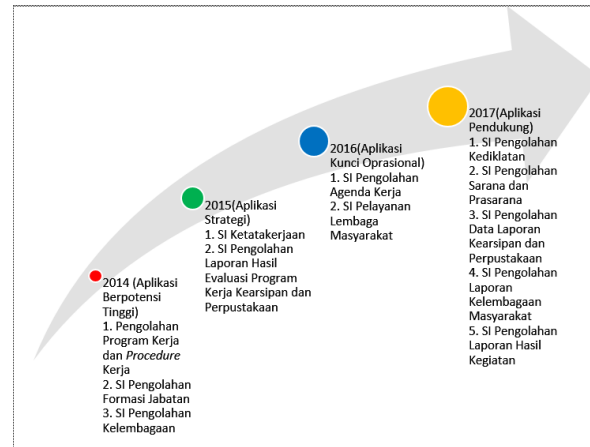 2014 (Aplikasi
Berpotensi
Tinggi)
1. Pengolahan
Program Kerja
dan Procedure
Kerja
2. SI Pengolahan
Formasi Jabatan
3. SI Pengolahan
Kelembagaan
2015(Aplikasi
Strategi)
1. SI Ketatakerjaan
2. SI Pengolahan
Laporan Hasil
Evaluasi Program
Kerja Kearsipan dan
Perpustakaan
2016(Aplikasi
Kunci Oprasional)
1. SI Pengolahan
Agenda Kerja
2. SI Pelayanan
Lembaga
Masyarakat
2017(Aplikasi
Pendukung)
1. SI Pengolahan
Kediklatan
2. SI Pengolahan
Sarana dan
Prasarana
3. SI Pengolahan
Data Laporan
Kearsipan dan
Perpustakaan
4. SI Pengolahan
Laporan
Kelembagaan
Masyarakat
5. SI Pengolahan
Laporan Hasil
Kegiatan